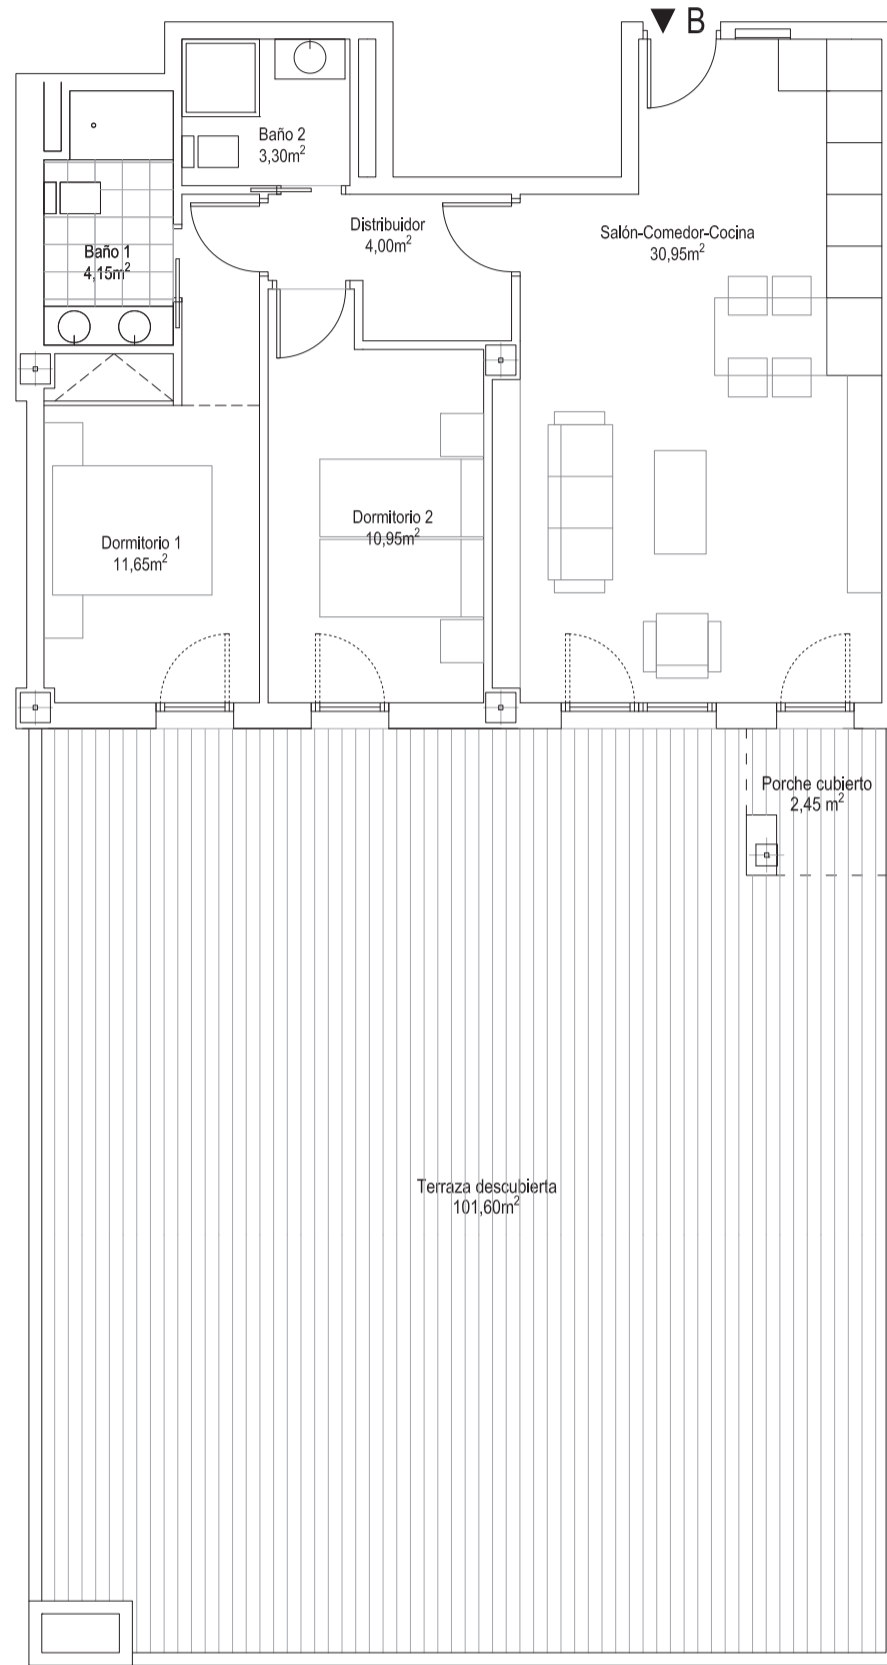 B
Baño 2
3,30m²
Distribuidor
4,00m²
Salón-Comedor-Cocina
30,95m²
Baño 1
4,15m²
Dormitorio 2
10,95m²
Dormitorio 1
11,65m²
Porche cubierto
2,45 m²
Terraza descubierta
101,60m²